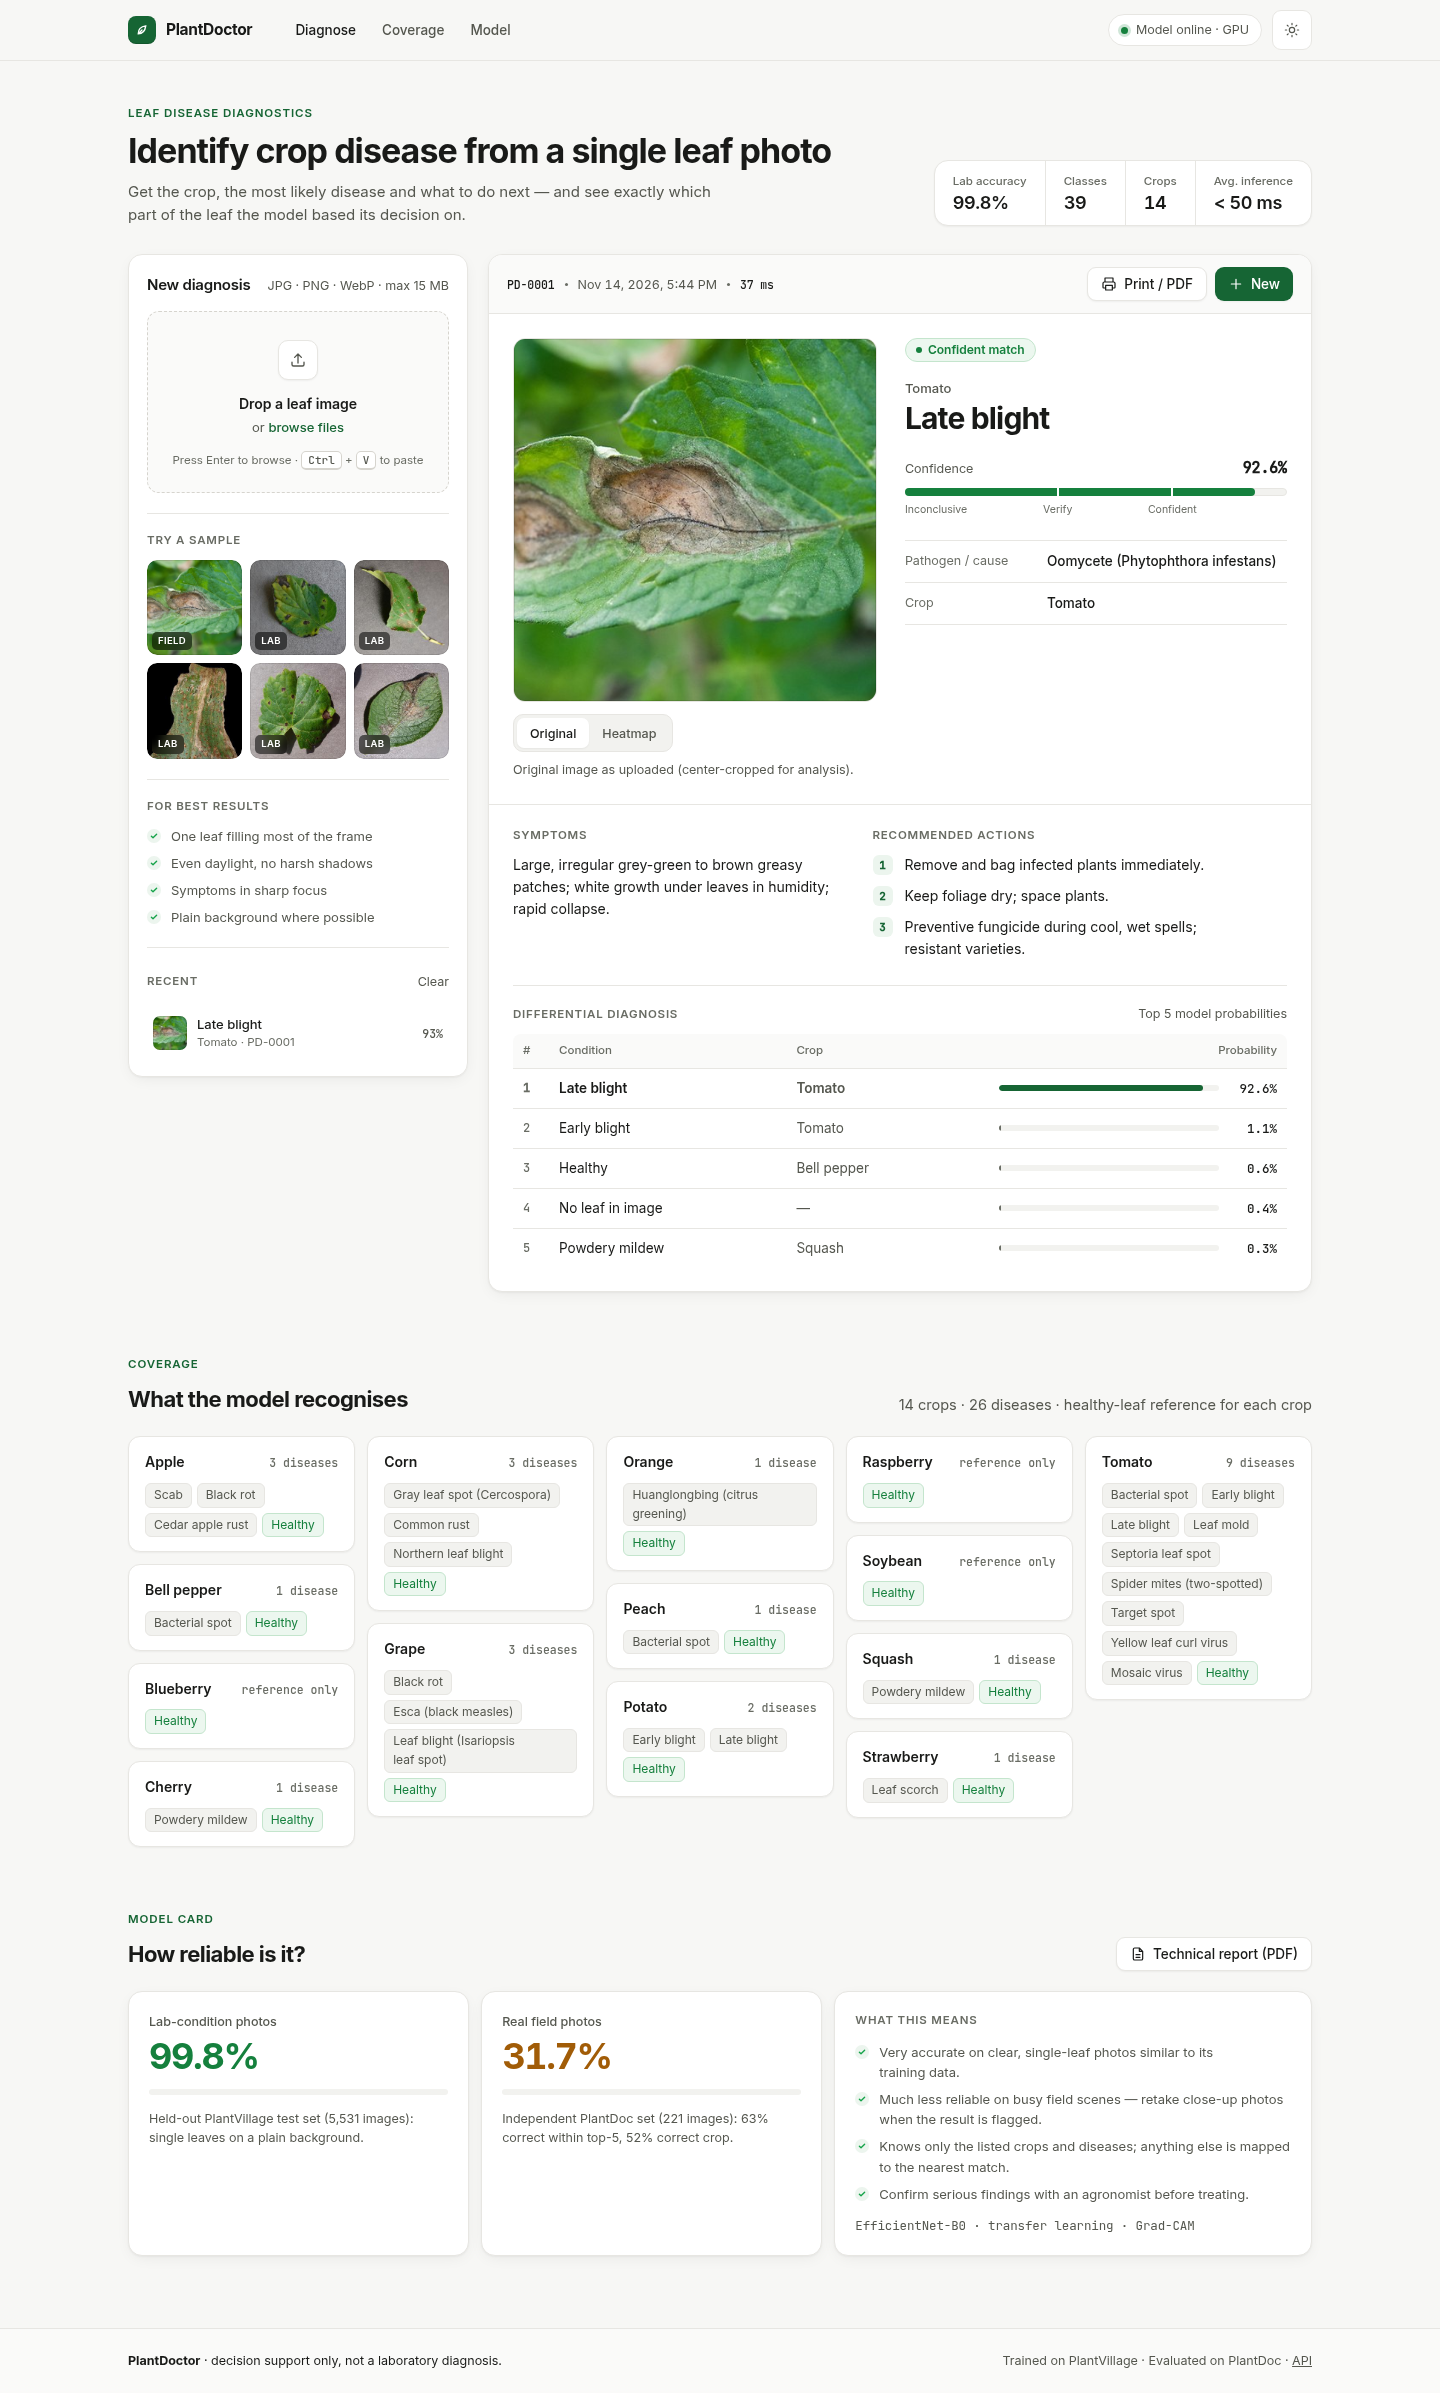 PlantDoctor
Diagnose
Coverage
Model
Model online · GPU
LEAF DISEASE DIAGNOSTICS
Identify crop disease from a single leaf photo
Get the crop, the most likely disease and what to do next — and see exactly which
part of the leaf the model based its decision on.
Lab accuracy
99.8%
Classes
39
Crops
14
Avg. inference
< 50 ms
New diagnosis
JPG · PNG · WebP · max 15 MB
Drop a leaf image
or browse files
Press Enter to browse · Ctrl + V to paste
TRY A SAMPLE
FIELD
LAB
LAB
LAB
LAB
LAB
FOR BEST RESULTS
One leaf filling most of the frame
Even daylight, no harsh shadows
Symptoms in sharp focus
Plain background where possible
RECENT
Clear
Late blight
Tomato · PD-0001
93%
PD-0001 • Nov 14, 2026, 5:44 PM • 37 ms
Print / PDF
New
Original
Heatmap
Original image as uploaded (center-cropped for analysis).
Confident match
Tomato
Late blight
Confidence
92.6%
Inconclusive
Verify
Confident
Pathogen / cause
Oomycete (Phytophthora infestans)
Crop
Tomato
SYMPTOMS
Large, irregular grey-green to brown greasy
patches; white growth under leaves in humidity;
rapid collapse.
RECOMMENDED ACTIONS
1 Remove and bag infected plants immediately.
2 Keep foliage dry; space plants.
3 Preventive fungicide during cool, wet spells;
resistant varieties.
DIFFERENTIAL DIAGNOSIS
Top 5 model probabilities
# Condition Crop Probability
1 Late blight Tomato 92.6%
2 Early blight Tomato 1.1%
3 Healthy Bell pepper 0.6%
4 No leaf in image — 0.4%
5 Powdery mildew Squash 0.3%
COVERAGE
What the model recognises
14 crops · 26 diseases · healthy-leaf reference for each crop
Apple 3 diseases
Scab Black rot
Cedar apple rust Healthy
Bell pepper 1 disease
Bacterial spot Healthy
Blueberry reference only
Healthy
Cherry 1 disease
Powdery mildew Healthy
Corn 3 diseases
Gray leaf spot (Cercospora)
Common rust
Northern leaf blight
Healthy
Grape 3 diseases
Black rot
Esca (black measles)
Leaf blight (Isariopsis
leaf spot)
Healthy
Orange 1 disease
Huanglongbing (citrus
greening)
Healthy
Peach 1 disease
Bacterial spot Healthy
Potato 2 diseases
Early blight Late blight
Healthy
Raspberry reference only
Healthy
Soybean reference only
Healthy
Squash 1 disease
Powdery mildew Healthy
Strawberry 1 disease
Leaf scorch Healthy
Tomato 9 diseases
Bacterial spot Early blight
Late blight Leaf mold
Septoria leaf spot
Spider mites (two-spotted)
Target spot
Yellow leaf curl virus
Mosaic virus Healthy
MODEL CARD
How reliable is it?
Technical report (PDF)
Lab-condition photos
99.8%
Held-out PlantVillage test set (5,531 images):
single leaves on a plain background.
Real field photos
31.7%
Independent PlantDoc set (221 images): 63%
correct within top-5, 52% correct crop.
WHAT THIS MEANS
Very accurate on clear, single-leaf photos similar to its
training data.
Much less reliable on busy field scenes — retake close-up photos
when the result is flagged.
Knows only the listed crops and diseases; anything else is mapped
to the nearest match.
Confirm serious findings with an agronomist before treating.
EfficientNet-B0 · transfer learning · Grad-CAM
PlantDoctor · decision support only, not a laboratory diagnosis.
Trained on PlantVillage · Evaluated on PlantDoc · API